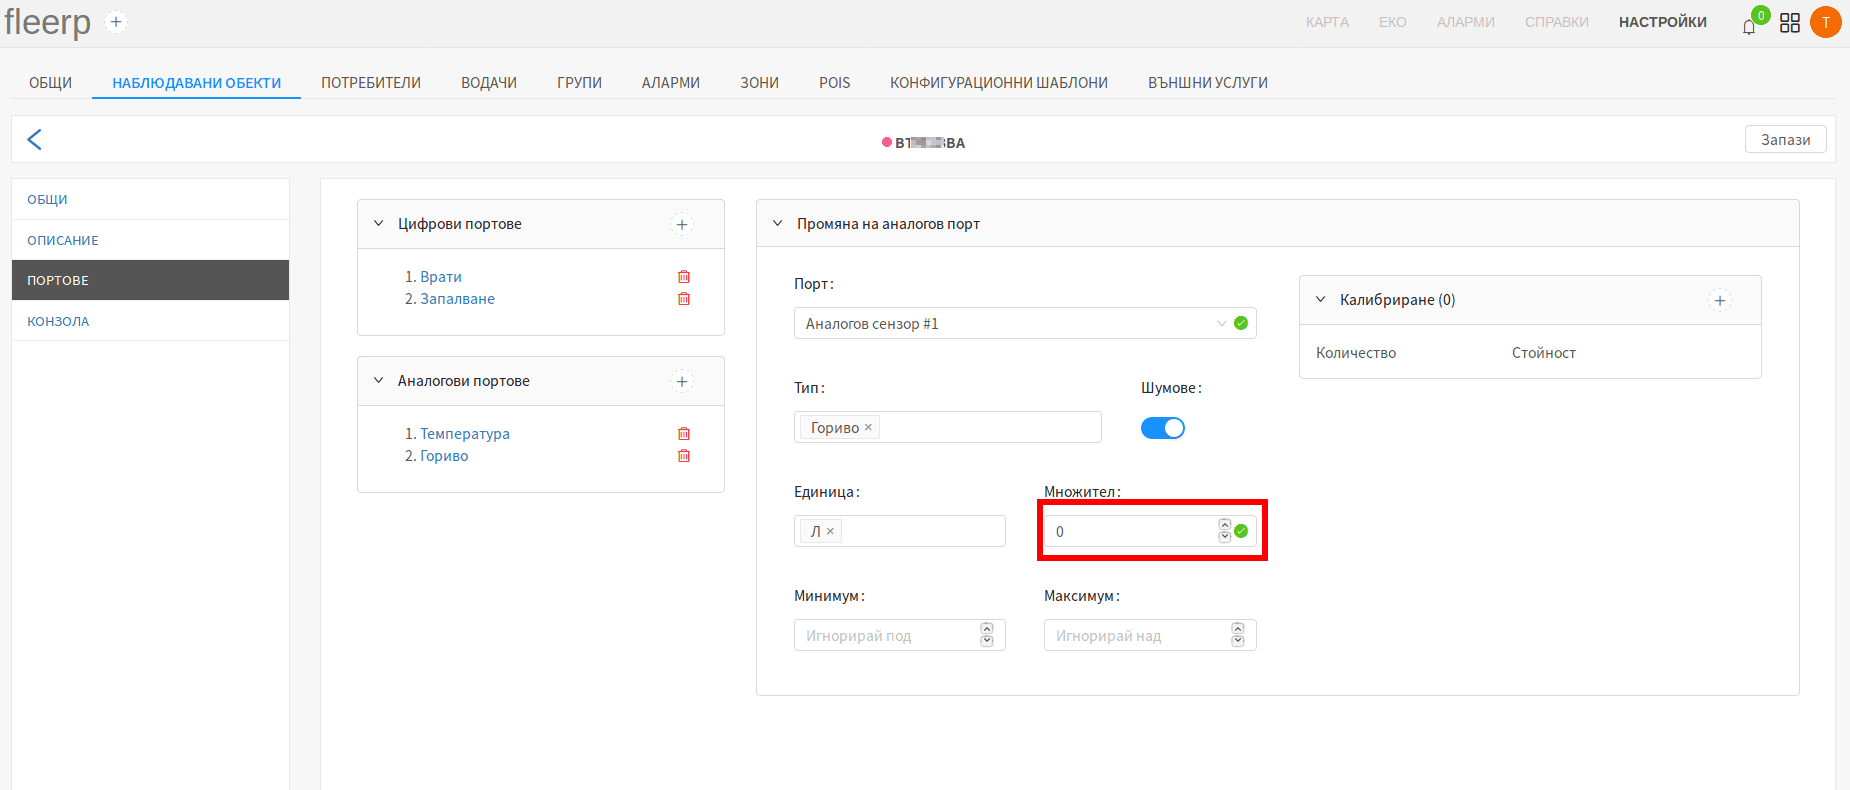 fleerp +
КАРТА ЕКО АЛАРМИ СПРАВКИ НАСТРОЙКИ 0 T
ОБЩИ НАБЛЮДАВАНИ ОБЕКТИ ПОТРЕБИТЕЛИ ВОДАЧИ ГРУПИ АЛАРМИ ЗОНИ POIS КОНФИГУРАЦИОННИ ШАБЛОНИ ВЪНШНИ УСЛУГИ
Запази
ОБЩИ
ОПИСАНИЕ
ПОРТОВЕ
КОНЗОЛА
Цифрови портове +
1. Врати
2. Запалване
Аналогови портове +
1. Температура
2. Гориво
Промяна на аналогов порт
Порт:
Аналогов сензор #1
Тип:
Гориво ×
Шумове:
Единица:
Л ×
Множител:
0
Минимум:
Игнорирай под
Максимум:
Игнорирай над
Калибриране (0) +
Количество Стойност